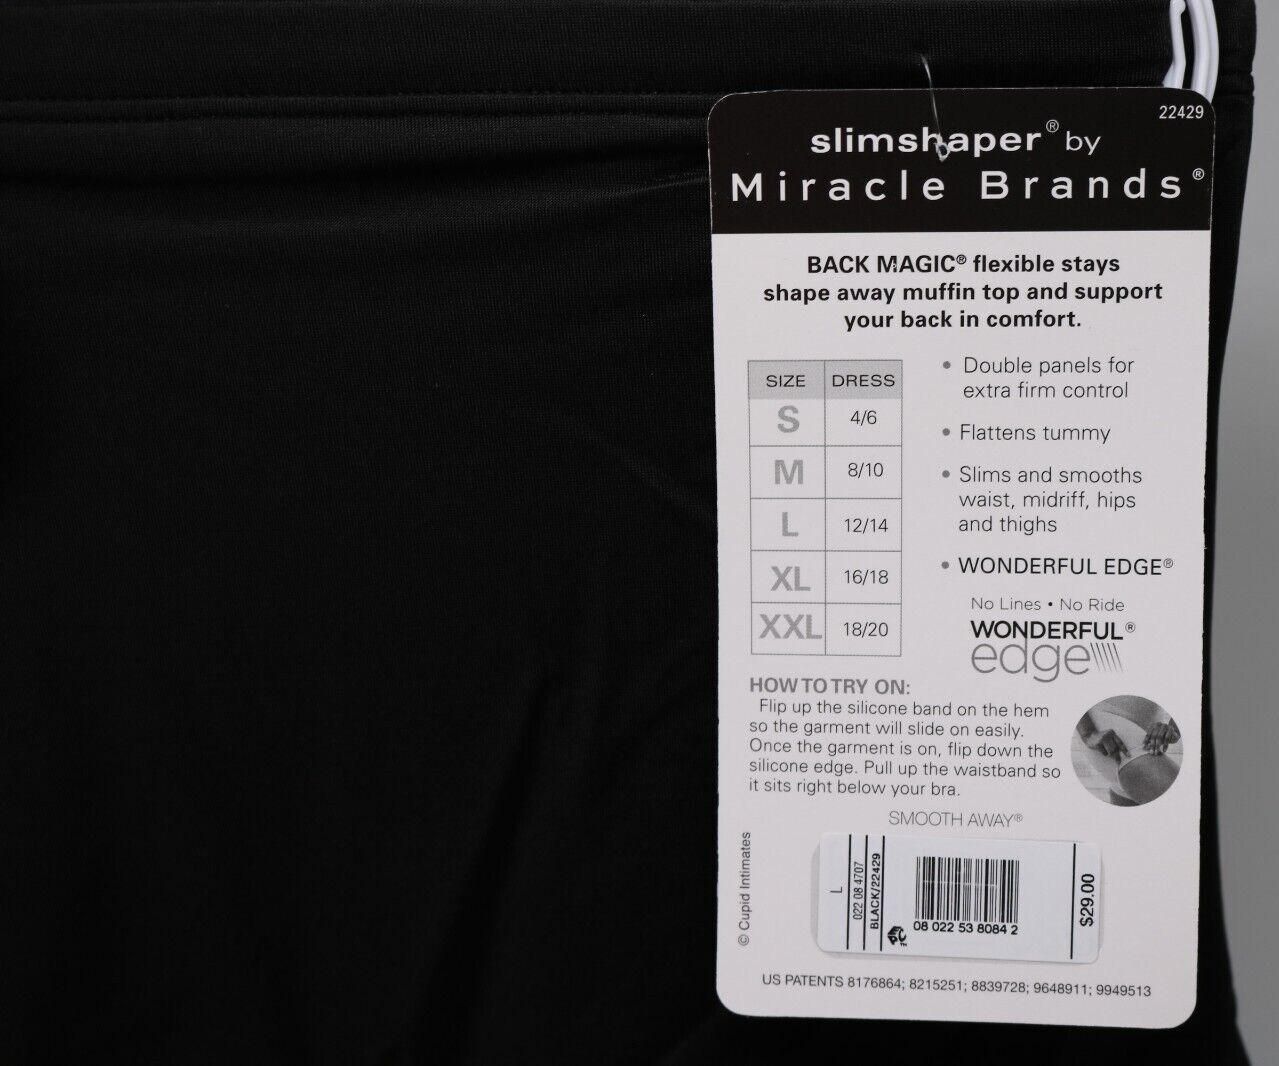 22429
slimshaper® by
Miracle Brands®
BACK MAGIC® flexible stays
shape away muffin top and support
your back in comfort.
SIZE DRESS
S 4/6
M 8/10
L 12/14
XL 16/18
XXL 18/20
• Double panels for
extra firm control
• Flattens tummy
• Slims and smooths
waist, midriff, hips
and thighs
• WONDERFUL EDGE®
No Lines • No Ride
WONDERFUL®
edge
HOW TO TRY ON:
Flip up the silicone band on the hem
so the garment will slide on easily.
Once the garment is on, flip down the
silicone edge. Pull up the waistband so
it sits right below your bra.
SMOOTH AWAY®
© Cupid Intimates
L
022 08 4707
BLACK/22429
08 022 53 8084 2
$29.00
US PATENTS 8176864; 8215251; 8839728; 9648911; 9949513